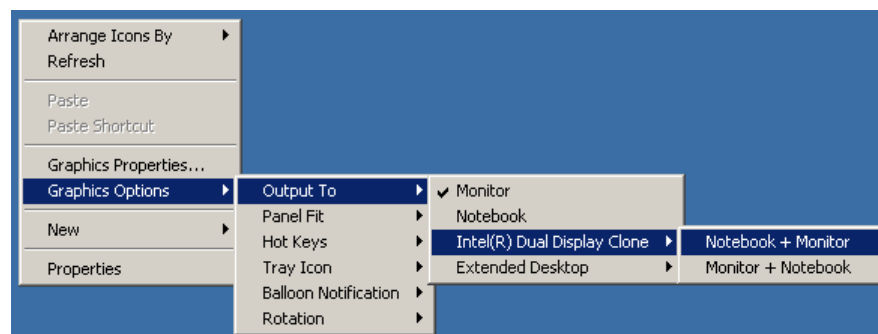 Arrange Icons By
Refresh
Paste
Paste Shortcut
Graphics Properties...
Graphics Options
New
Properties
Output To
Panel Fit
Hot Keys
Tray Icon
Balloon Notification
Rotation
Monitor
Notebook
Intel(R) Dual Display Clone
Extended Desktop
Notebook + Monitor
Monitor + Notebook